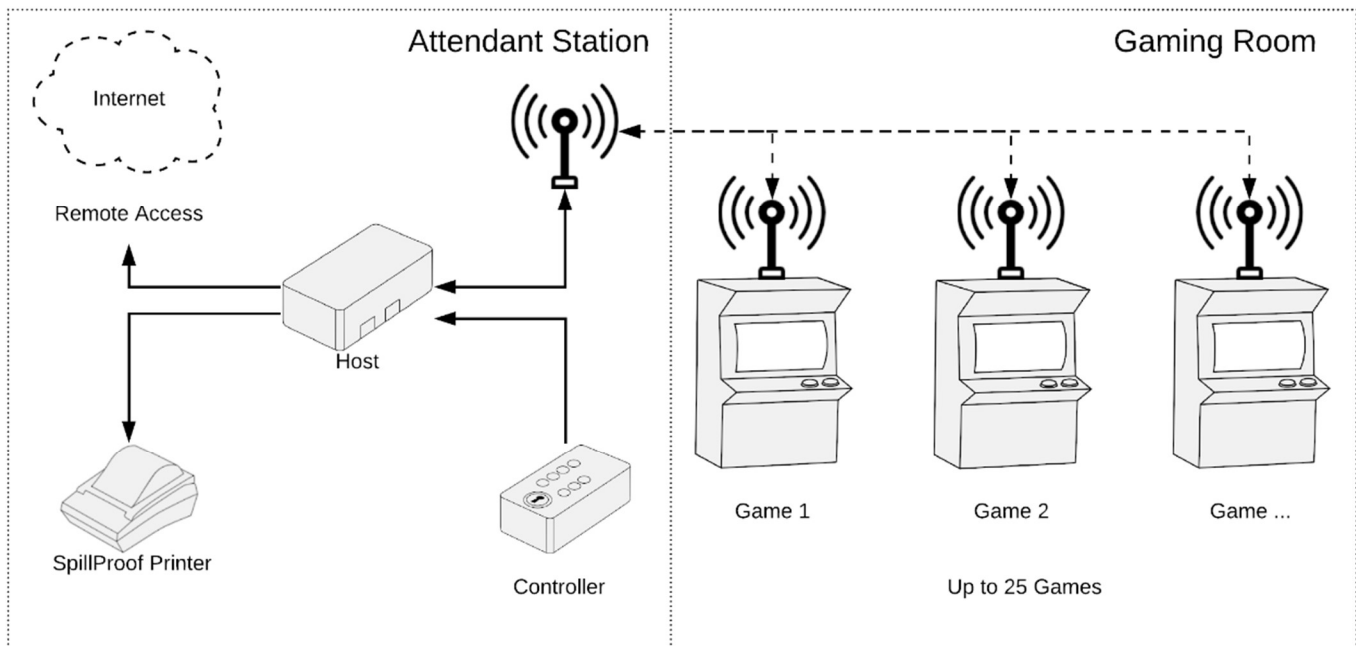 Attendant Station
Gaming Room
Internet
Remote Access
Host
SpillProof Printer
Controller
Game 1
Game 2
Game ...
Up to 25 Games